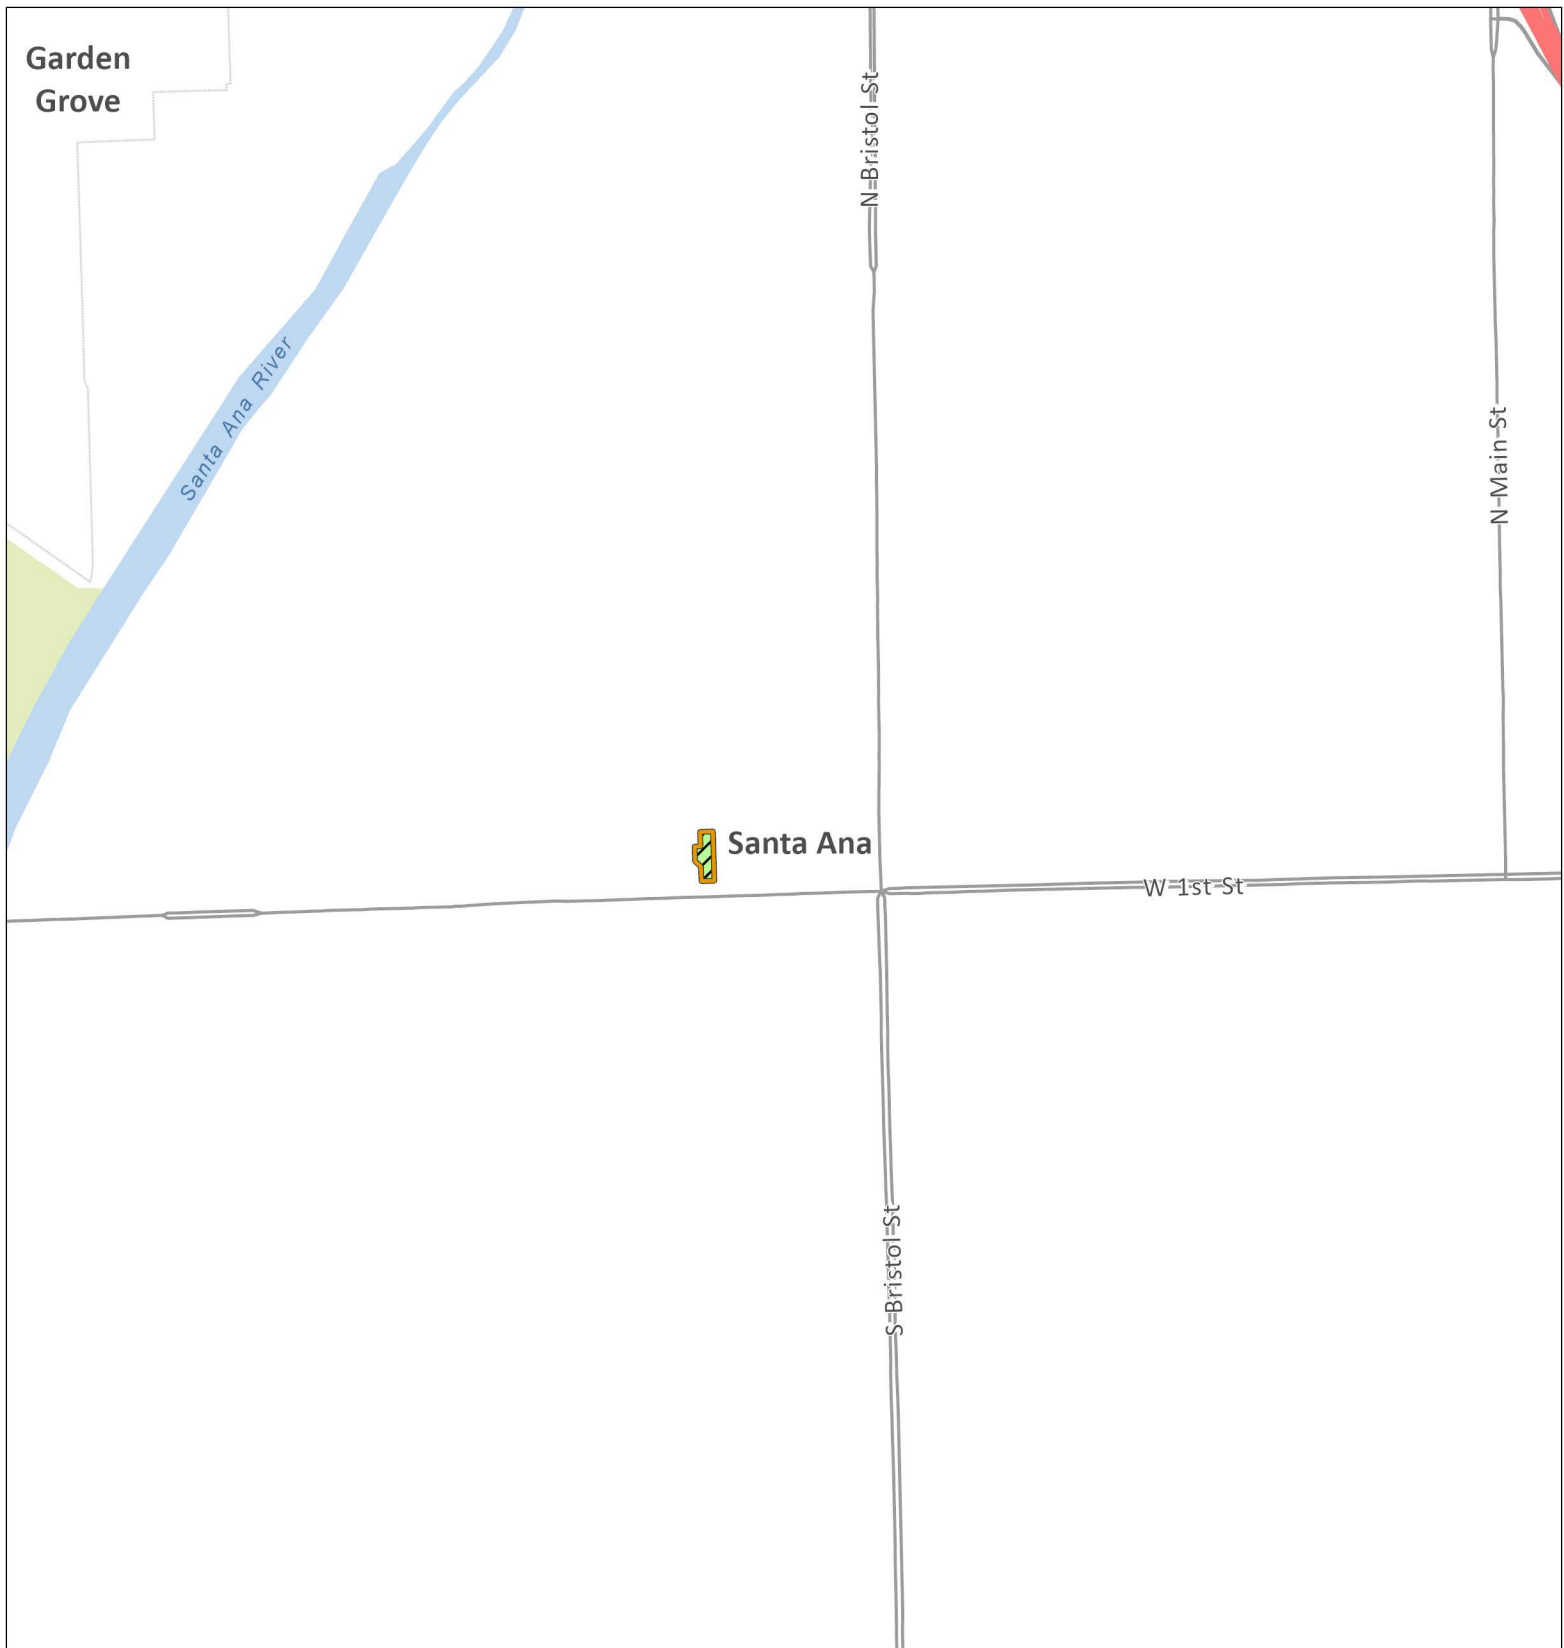 Garden
Grove
N Bristol St
Santa Ana River
N Main St
Santa Ana
W 1st St
S Bristol St